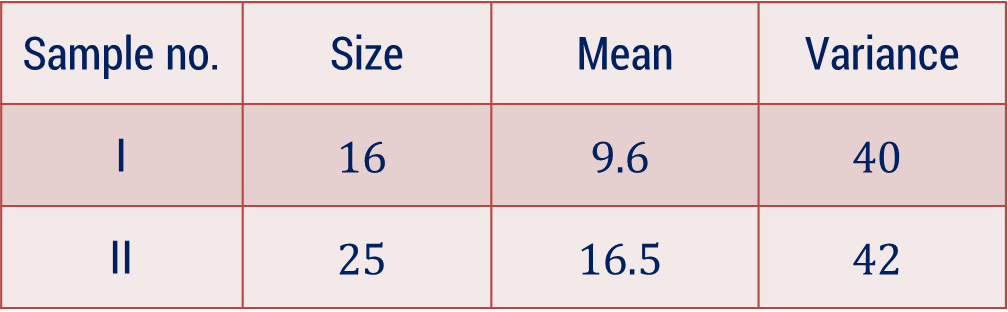 Sample no. Size Mean Variance
I 16 9.6 40
II 25 16.5 42